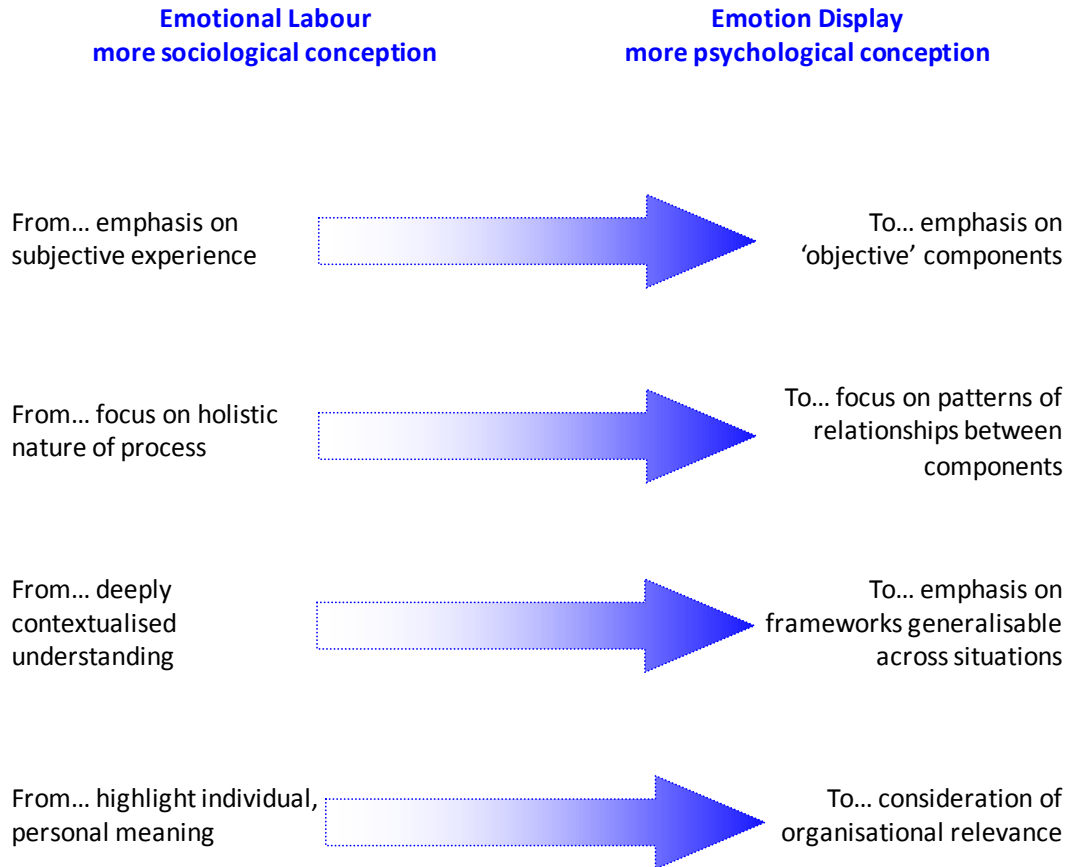 Emotional Labour
more sociological conception
Emotion Display
more psychological conception
From... emphasis on
subjective experience
To... emphasis on
‘objective’ components
From... focus on holistic
nature of process
To... focus on patterns of
relationships between
components
From... deeply
contextualised
understanding
To... emphasis on
frameworks generalisable
across situations
From... highlight individual,
personal meaning
To... consideration of
organisational relevance